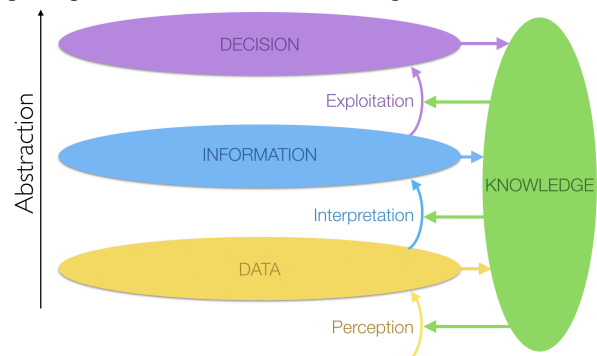 DECISION
Exploitation
Abstraction
INFORMATION
KNOWLEDGE
Interpretation
DATA
Perception